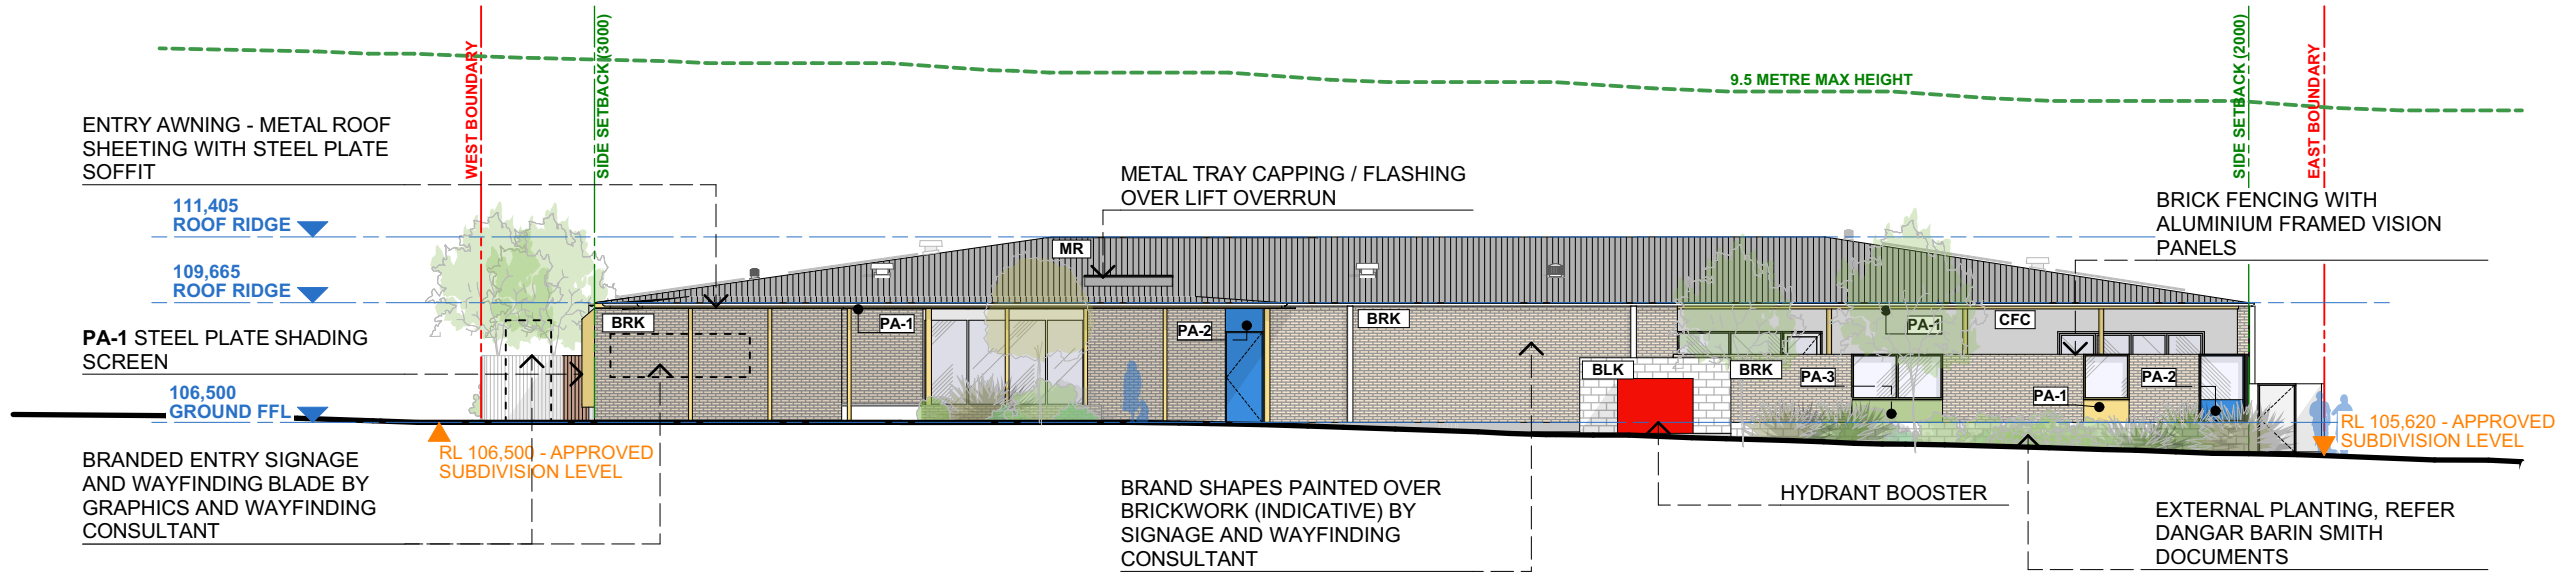 WEST BOUNDARY
SIDE SETBACK (3000)
9.5 METRE MAX HEIGHT
SIDE SETBACK (2000)
EAST BOUNDARY
ENTRY AWNING - METAL ROOF
SHEETING WITH STEEL PLATE
SOFFIT
METAL TRAY CAPPING / FLASHING
OVER LIFT OVERRUN
BRICK FENCING WITH
ALUMINIUM FRAMED VISION
PANELS
111,405
ROOF RIDGE
109,665
ROOF RIDGE
PA-1 STEEL PLATE SHADING
SCREEN
106,500
GROUND FFL
MR
BRK
PA-1
PA-2
BRK
PA-1
CFC
BLK
BRK
PA-3
PA-1
PA-2
RL 106,500 - APPROVED
SUBDIVISION LEVEL
RL 105,620 - APPROVED
SUBDIVISION LEVEL
BRANDED ENTRY SIGNAGE
AND WAYFINDING BLADE BY
GRAPHICS AND WAYFINDING
CONSULTANT
BRAND SHAPES PAINTED OVER
BRICKWORK (INDICATIVE) BY
SIGNAGE AND WAYFINDING
CONSULTANT
HYDRANT BOOSTER
EXTERNAL PLANTING, REFER
DANGAR BARIN SMITH
DOCUMENTS